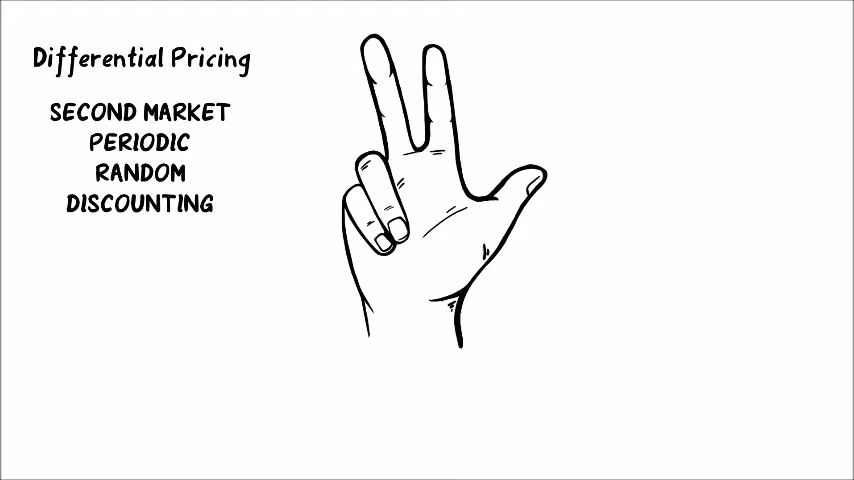 Differential Pricing
SECOND MARKET
PERIODIC
RANDOM
DISCOUNTING